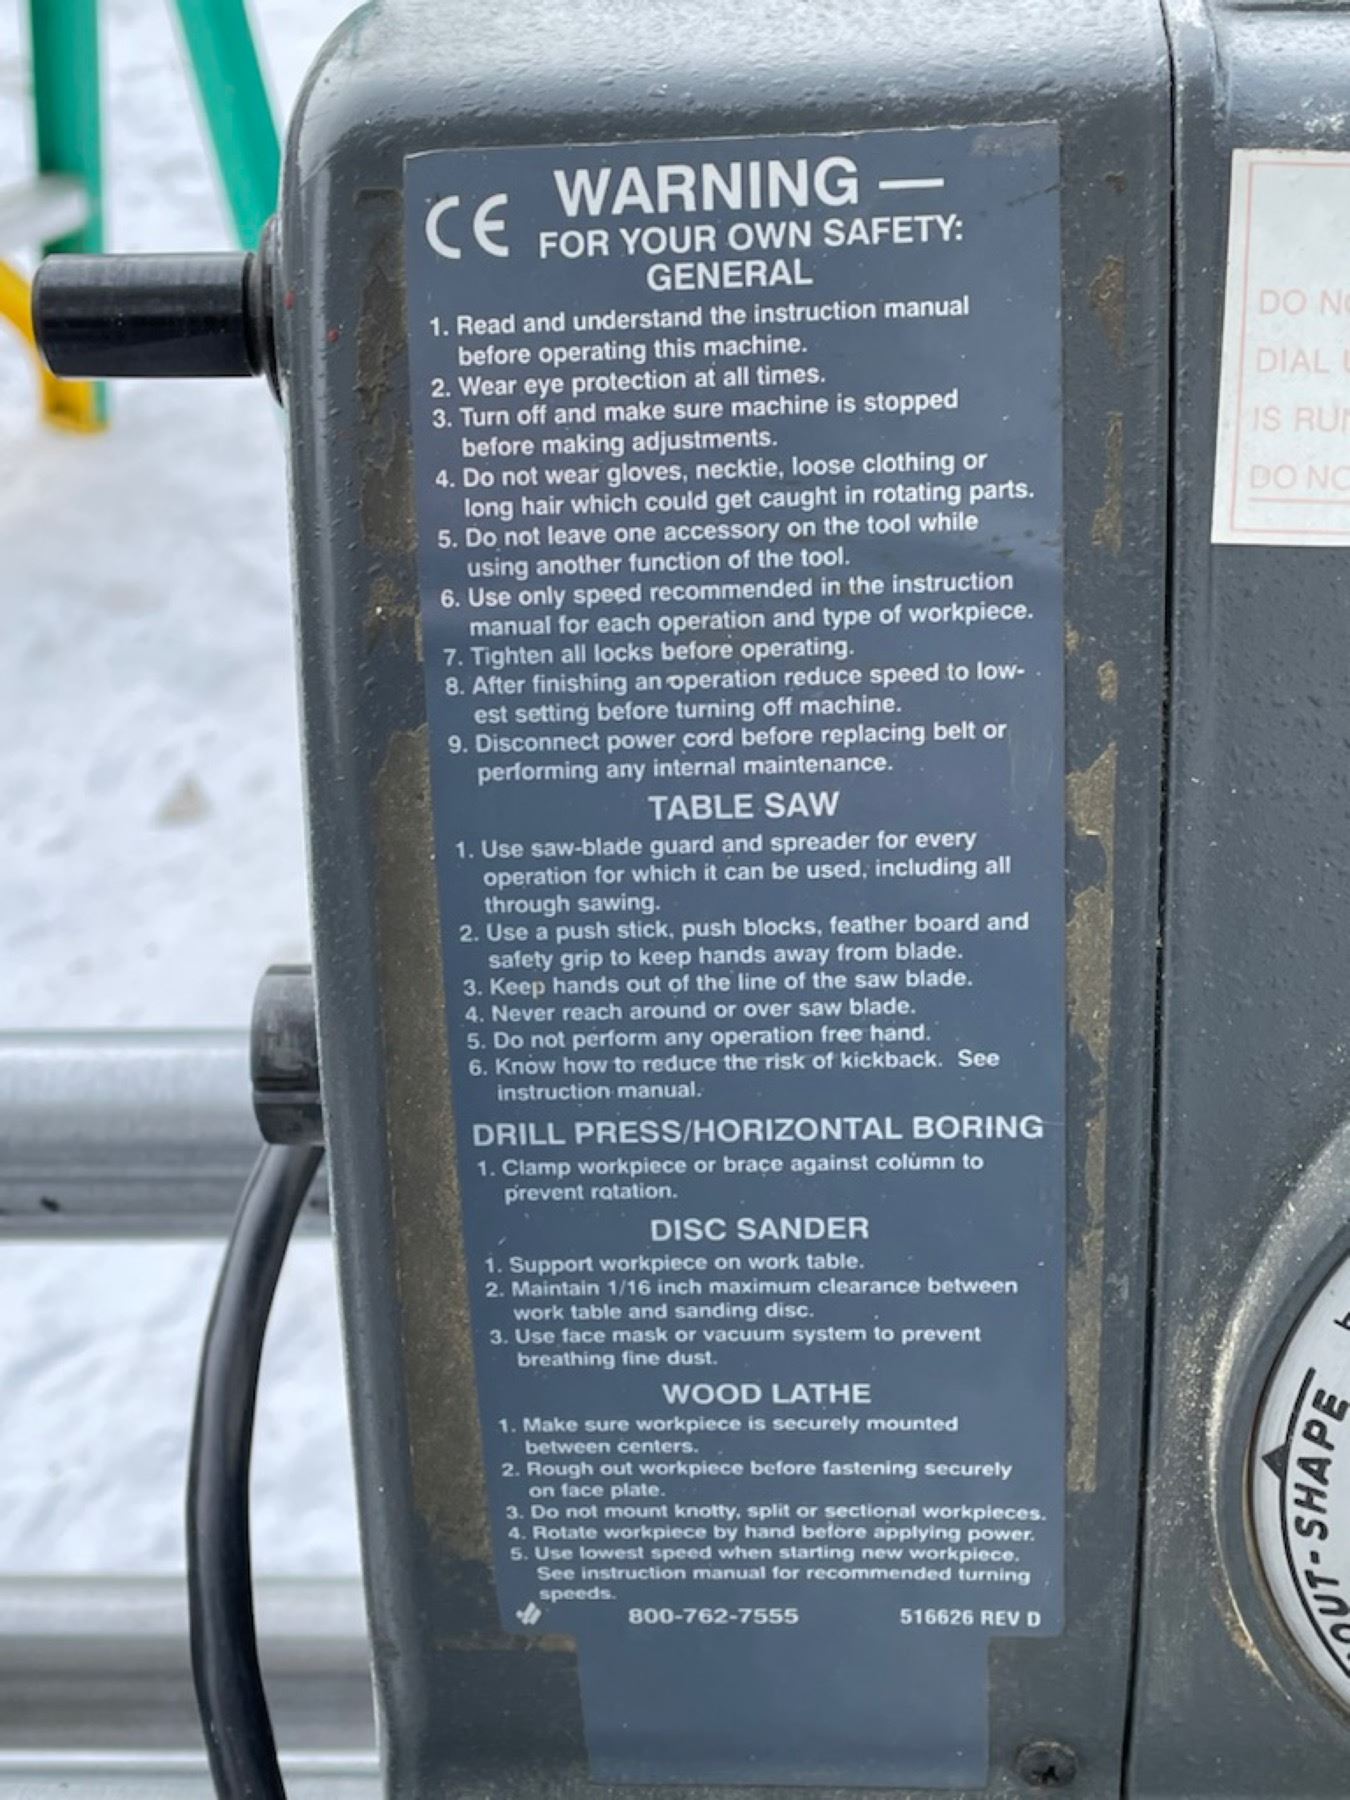 CE WARNING —
FOR YOUR OWN SAFETY:
GENERAL
1. Read and understand the instruction manual
before operating this machine.
2. Wear eye protection at all times.
3. Turn off and make sure machine is stopped
before making adjustments.
4. Do not wear gloves, necktie, loose clothing or
long hair which could get caught in rotating parts.
5. Do not leave one accessory on the tool while
using another function of the tool.
6. Use only speed recommended in the instruction
manual for each operation and type of workpiece.
7. Tighten all locks before operating.
8. After finishing an operation reduce speed to low-
est setting before turning off machine.
9. Disconnect power cord before replacing belt or
performing any internal maintenance.
TABLE SAW
1. Use saw-blade guard and spreader for every
operation for which it can be used, including all
through sawing.
2. Use a push stick, push blocks, feather board and
safety grip to keep hands away from blade.
3. Keep hands out of the line of the saw blade.
4. Never reach around or over saw blade.
5. Do not perform any operation free hand.
6. Know how to reduce the risk of kickback. See
instruction manual.
DRILL PRESS/HORIZONTAL BORING
1. Clamp workpiece or brace against column to
prevent rotation.
DISC SANDER
1. Support workpiece on work table.
2. Maintain 1/16 inch maximum clearance between
work table and sanding disc.
3. Use face mask or vacuum system to prevent
breathing fine dust.
WOOD LATHE
1. Make sure workpiece is securely mounted
between centers.
2. Rough out workpiece before fastening securely
on face plate.
3. Do not mount knotty, split or sectional workpieces.
4. Rotate workpiece by hand before applying power.
5. Use lowest speed when starting new workpiece.
See instruction manual for recommended turning
speeds.
800-762-7555 516626 REV D
DO
DIAL
IS
DO
OUT-SHAPE